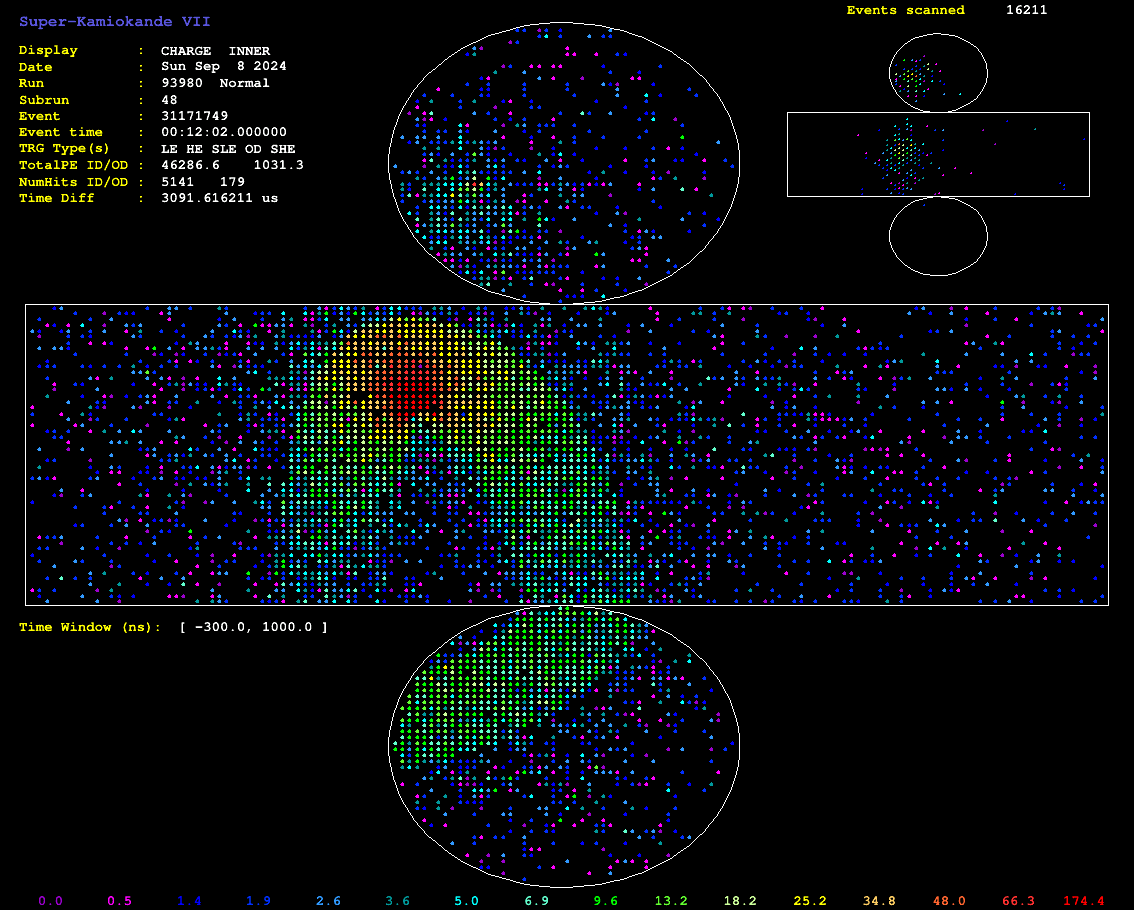 Super-Kamiokande VII
Events scanned 16211
Display : CHARGE INNER
Date : Sun Sep 8 2024
Run : 93980 Normal
Subrun : 48
Event : 31171749
Event time : 00:12:02.000000
TRG Type(s) : LE HE SLE OD SHE
TotalPE ID/OD : 46286.6 1031.3
NumHits ID/OD : 5141 179
Time Diff : 3091.616211 us
Time Window (ns): [ -300.0, 1000.0 ]
0.0 0.5 1.4 1.9 2.6 3.6 5.0 6.9 9.6 13.2 18.2 25.2 34.8 48.0 66.3 174.4